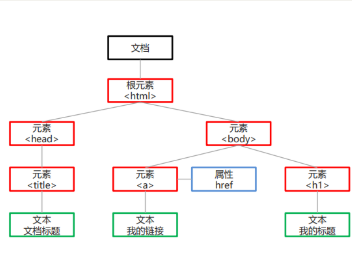 文档
根元素
<html>
元素
<head>
元素
<body>
元素
<title>
元素
<a>
属性
href
元素
<h1>
文本
文档标题
文本
我的链接
文本
我的标题